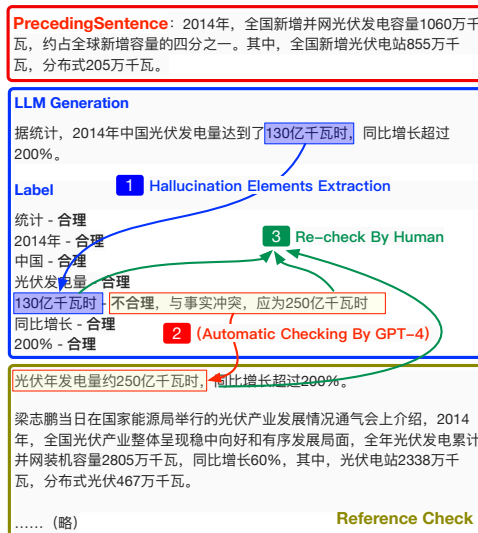 PrecedingSentence：2014年，全国新增并网光伏发电容量1060万千
瓦，约占全球新增容量的四分之一。其中，全国新增光伏电站855万千
瓦，分布式205万千瓦。
LLM Generation
据统计，2014年中国光伏发电量达到了130亿千瓦时，同比增长超过
200%。
1 Hallucination Elements Extraction
Label
统计 - 合理
2014年 - 合理
中国 - 合理
3 Re-check By Human
光伏发电量 - 合理
130亿千瓦时 - 不合理，与事实冲突，应为250亿千瓦时
同比增长 - 合理
2 (Automatic Checking By GPT-4)
200% - 合理
光伏年发电量约250亿千瓦时，同比增长超过200%。
梁志鹏当日在国家能源局举行的光伏产业发展情况通气会上介绍，2014
年，全国光伏产业整体呈现稳中向好和有序发展局面，全年光伏发电累计
并网装机容量2805万千瓦，同比增长60%，其中，光伏电站2338万千
瓦，分布式光伏467万千瓦。
……（略）
Reference Check